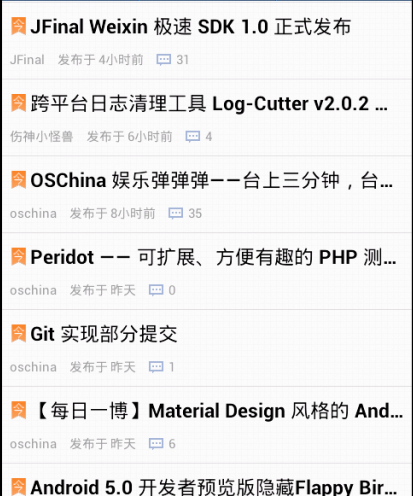 今 JFinal Weixin 极速 SDK 1.0 正式发布
JFinal 发布于 4小时前 31
今 跨平台日志清理工具 Log-Cutter v2.0.2 ...
伤神小怪兽 发布于 6小时前 4
今 OSChina 娱乐弹弹弹——台上三分钟，台...
oschina 发布于 8小时前 35
今 Peridot —— 可扩展、方便有趣的 PHP 测...
oschina 发布于 昨天 0
今 Git 实现部分提交
oschina 发布于 昨天 1
今 【每日一博】Material Design 风格的 And...
oschina 发布于 昨天 6
今 Android 5.0 开发者预览版隐藏Flappy Bir...